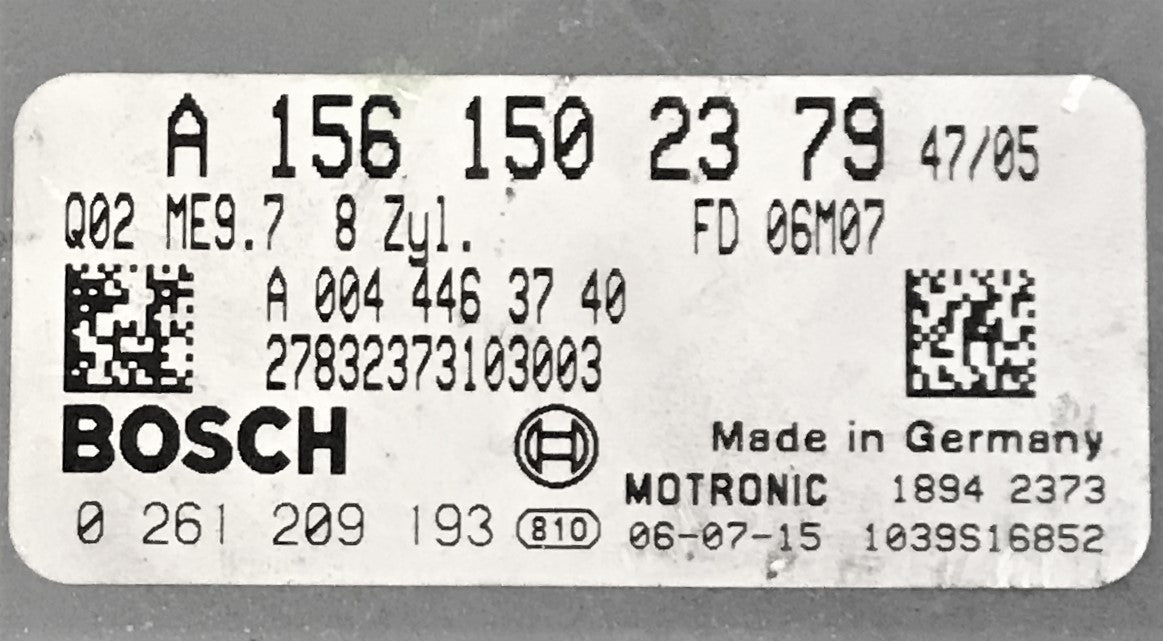 A 156 150 23 79 47/05
Q02 ME9.7 8 Zyl. FD 06M07
A 004 446 37 40
27832373103003
BOSCH
Made in Germany
MOTRONIC 1894 2373
0 261 209 193 810 06-07-15 1039S16852